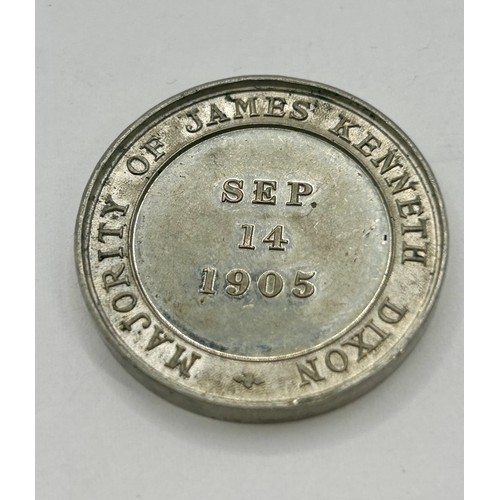 MAJORITY OF JAMES KENNETH DIXON
SEP.
14
1905